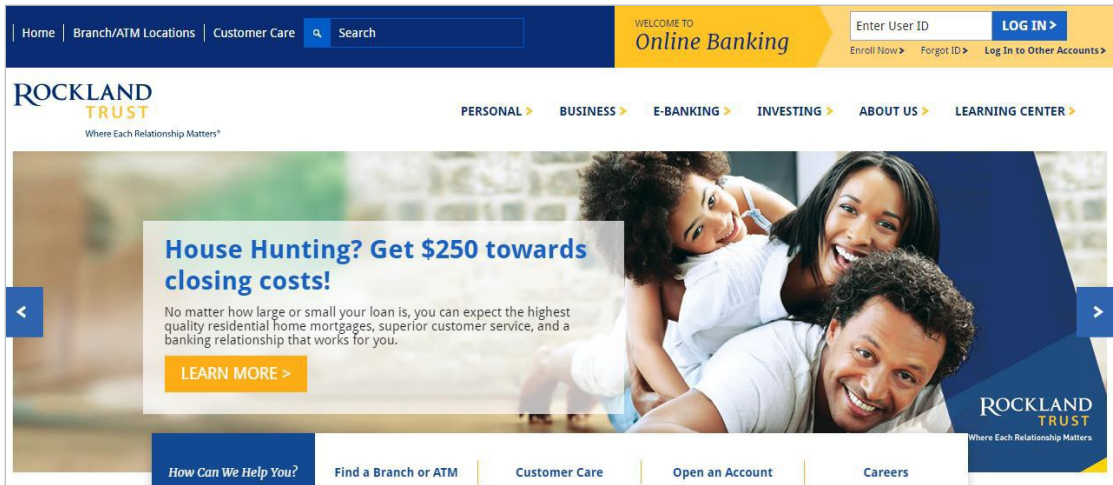 Home
Branch/ATM Locations
Customer Care
Search
WELCOME TO
Online Banking
Enter User ID
LOG IN >
Enroll Now >
Forgot ID >
Log In to Other Accounts >
ROCKLAND
TRUST
Where Each Relationship Matters®
PERSONAL >
BUSINESS >
E-BANKING >
INVESTING >
ABOUT US >
LEARNING CENTER >
House Hunting? Get $250 towards
closing costs!
No matter how large or small your loan is, you can expect the highest
quality residential home mortgages, superior customer service, and a
banking relationship that works for you.
LEARN MORE >
<
>
ROCKLAND
TRUST
Where Each Relationship Matters
How Can We Help You?
Find a Branch or ATM
Customer Care
Open an Account
Careers